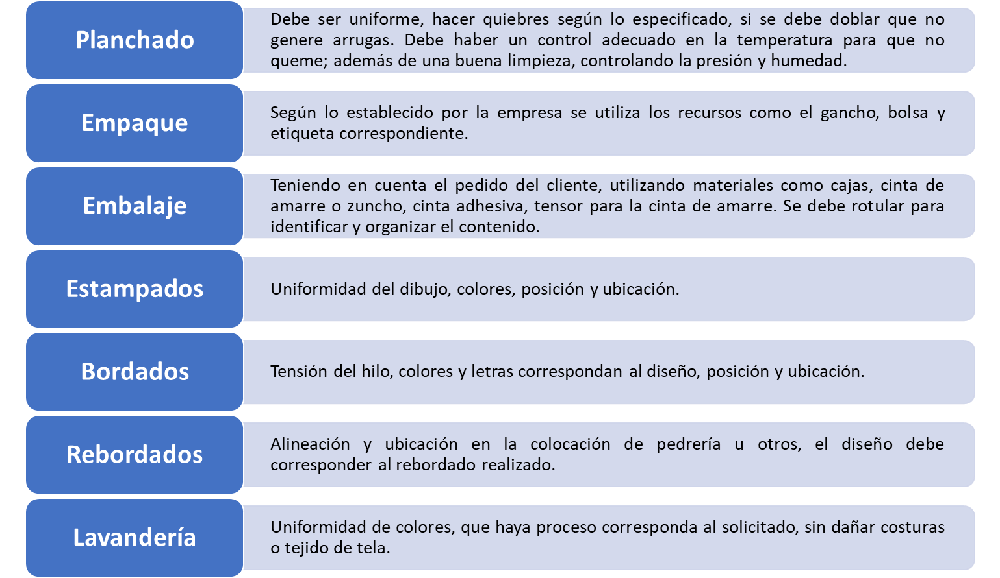 Planchado
Debe ser uniforme, hacer quiebres según lo especificado, si se debe doblar que no
genere arrugas. Debe haber un control adecuado en la temperatura para que no
queme; además de una buena limpieza, controlando la presión y humedad.
Empaque
Según lo establecido por la empresa se utiliza los recursos como el gancho, bolsa y
etiqueta correspondiente.
Embalaje
Teniendo en cuenta el pedido del cliente, utilizando materiales como cajas, cinta de
amarre o zuncho, cinta adhesiva, tensor para la cinta de amarre. Se debe rotular para
identificar y organizar el contenido.
Estampados
Uniformidad del dibujo, colores, posición y ubicación.
Bordados
Tensión del hilo, colores y letras correspondan al diseño, posición y ubicación.
Rebordados
Alineación y ubicación en la colocación de pedrería u otros, el diseño debe
corresponder al rebordado realizado.
Lavandería
Uniformidad de colores, que haya proceso corresponda al solicitado, sin dañar costuras
o tejido de tela.